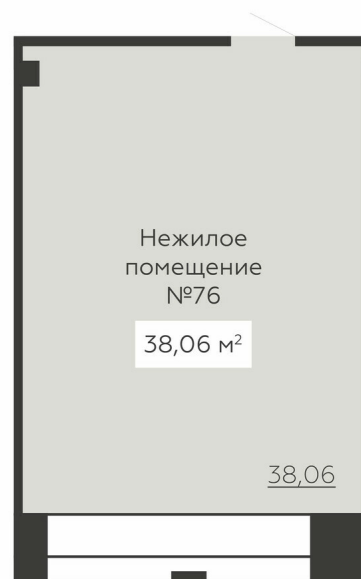 Нежилое
помещение
№76
38,06 м²
38,06